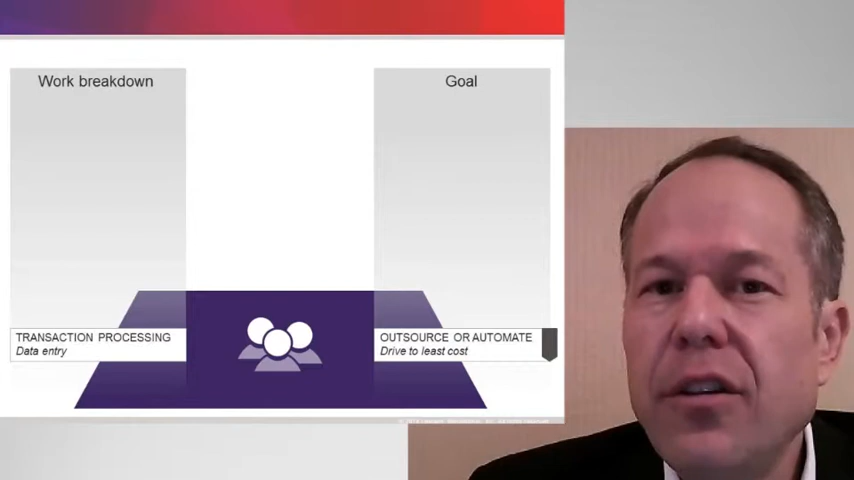 Work breakdown
Goal
TRANSACTION PROCESSING
Data entry
OUTSOURCE OR AUTOMATE
Drive to least cost